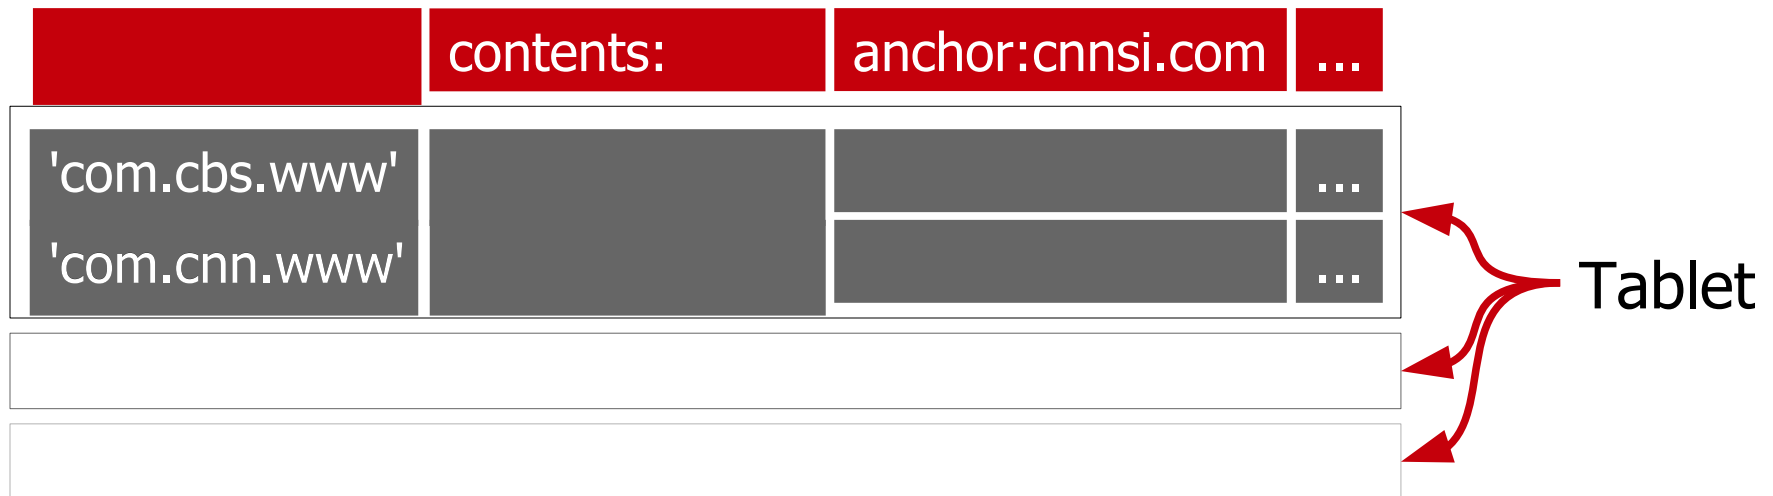 contents: anchor:cnnsi.com ...
'com.cbs.www' ...
'com.cnn.www' ...
Tablet